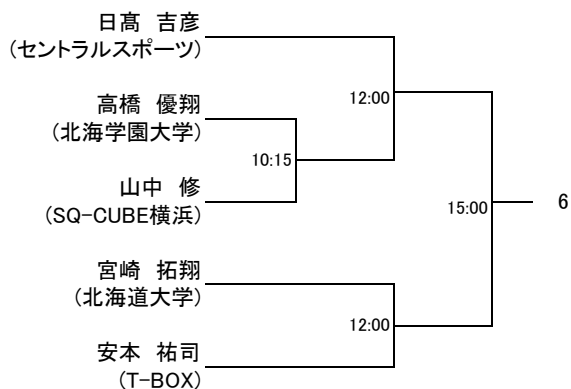 日髙 吉彦
(セントラルスポーツ)
12:00
高橋 優翔
(北海学園大学)
10:15
山中 修
(SQ-CUBE横浜)
15:00
6
宮崎 拓翔
(北海道大学)
12:00
安本 祐司
(T-BOX)